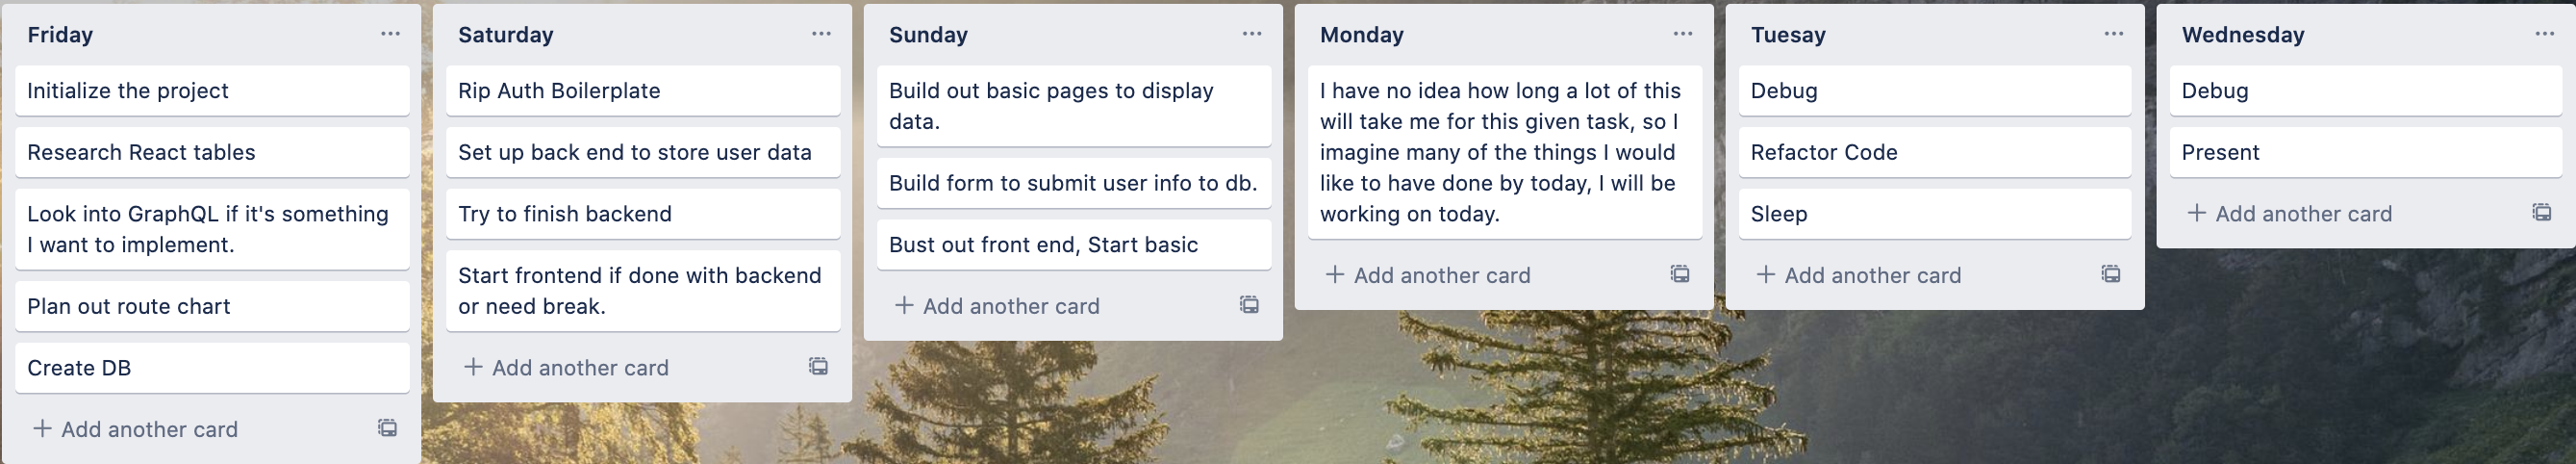 Friday
Initialize the project
Research React tables
Look into GraphQL if it's something
I want to implement.
Plan out route chart
Create DB
+ Add another card
Saturday
Rip Auth Boilerplate
Set up back end to store user data
Try to finish backend
Start frontend if done with backend
or need break.
+ Add another card
Sunday
Build out basic pages to display
data.
Build form to submit user info to db.
Bust out front end, Start basic
+ Add another card
Monday
I have no idea how long a lot of this
will take me for this given task, so I
imagine many of the things I would
like to have done by today, I will be
working on today.
+ Add another card
Tuesay
Debug
Refactor Code
Sleep
+ Add another card
Wednesday
Debug
Present
+ Add another card